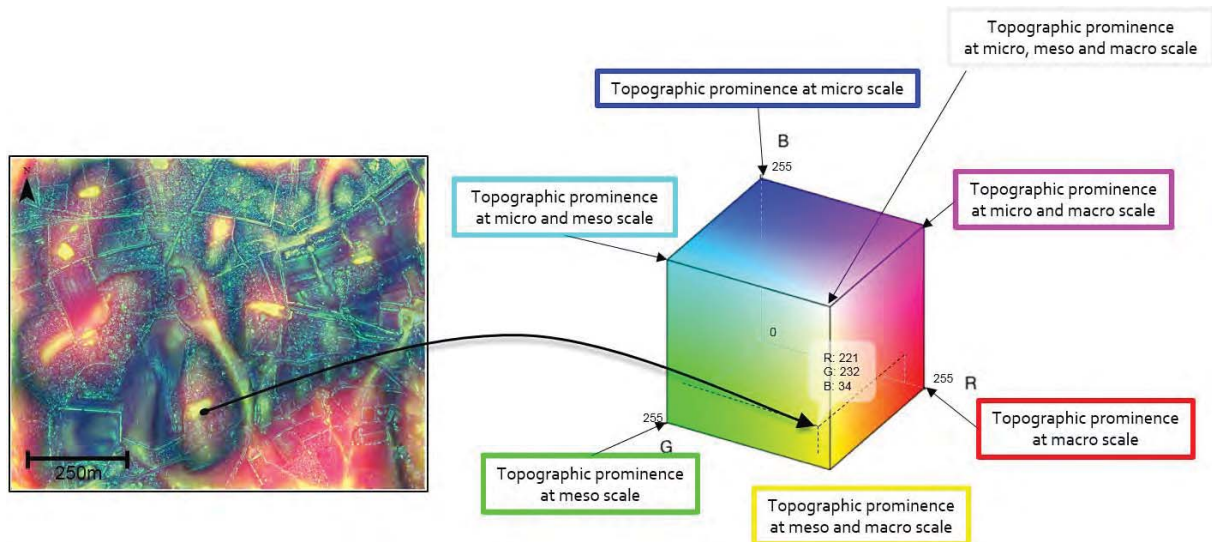 Topographic prominence
at micro, meso and macro scale
Topographic prominence at micro scale
B
255
Topographic prominence
at micro and meso scale
Topographic prominence
at micro and macro scale
0
R: 221
G: 232
B: 34
255
R
255
G
Topographic prominence
at macro scale
Topographic prominence
at meso scale
Topographic prominence
at meso and macro scale
250m